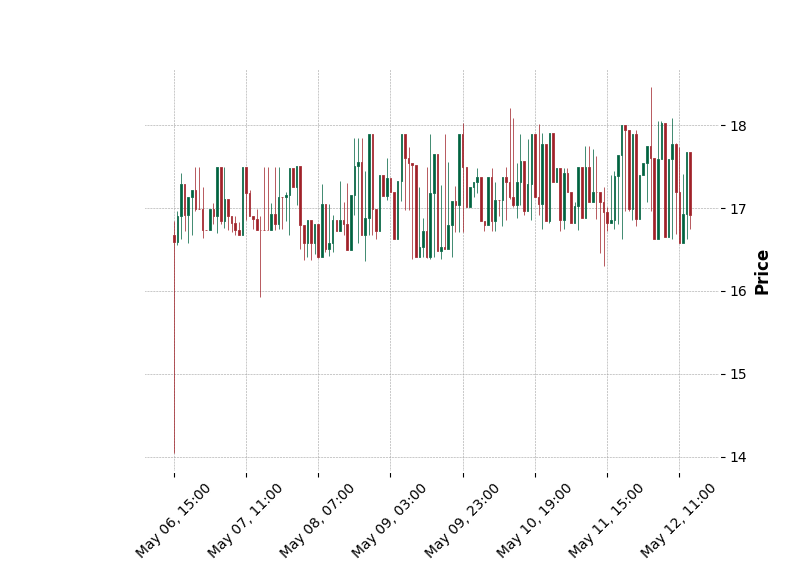 18
17
16
15
14
Price
May 06, 15:00
May 07, 11:00
May 08, 07:00
May 09, 03:00
May 09, 23:00
May 10, 19:00
May 11, 15:00
May 12, 11:00